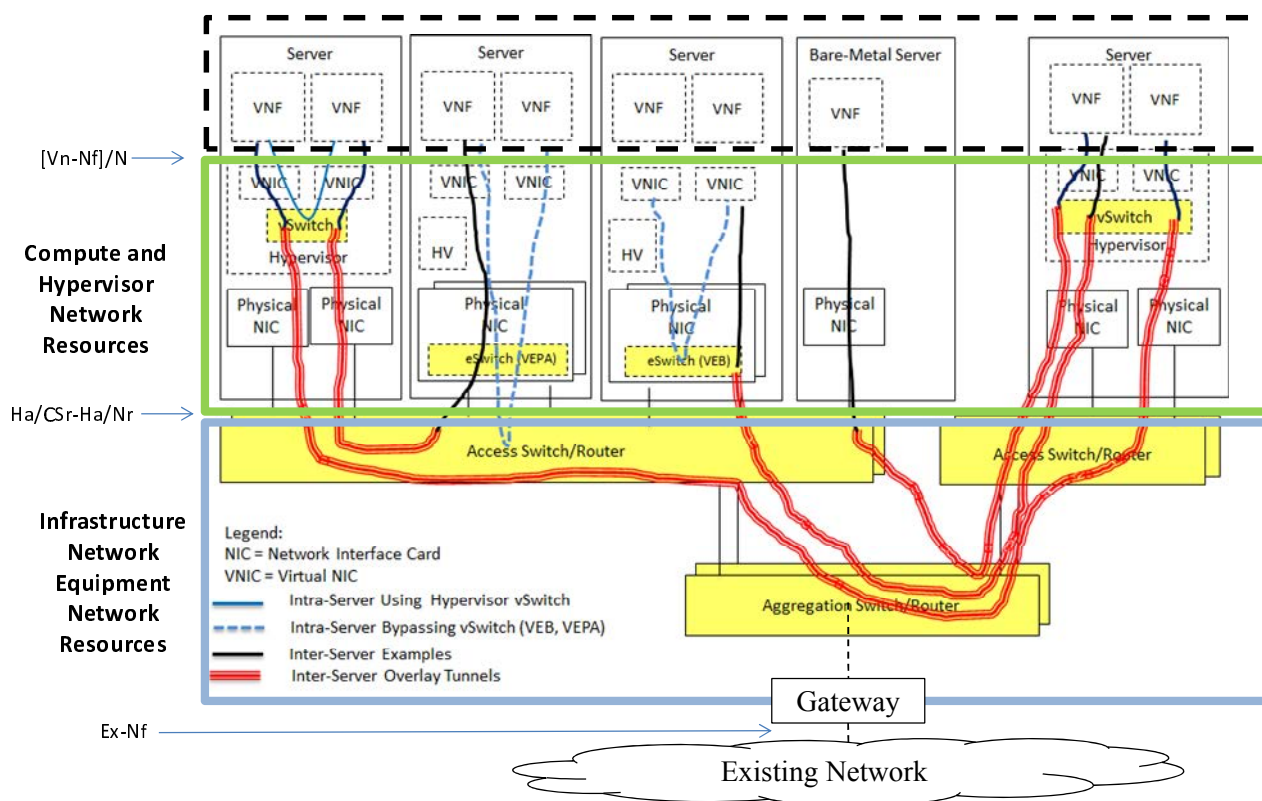 Server
Server
Server
Bare-Metal Server
Server
VNF
VNF
VNF
VNF
VNF
VNF
VNF
VNF
VNF
[Vn-Nf]/N
VNIC
VNIC
VNIC
VNIC
VNIC
VNIC
VNIC
VNIC
vSwitch
vSwitch
Hypervisor
HV
HV
Hypervisor
Compute and
Hypervisor
Network
Resources
Physical
NIC
Physical
NIC
Physical
NIC
Physical
NIC
Physical
NIC
Physical
NIC
Physical
NIC
eSwitch (VEPA)
eSwitch (VEB)
Ha/CSr-Ha/Nr
Access Switch/Router
Access Switch/Router
Infrastructure
Network
Equipment
Network
Resources
Legend:
NIC = Network Interface Card
VNIC = Virtual NIC
Intra-Server Using Hypervisor vSwitch
Intra-Server Bypassing vSwitch (VEB, VEPA)
Inter-Server Examples
Inter-Server Overlay Tunnels
Aggregation Switch/Router
Gateway
Ex-Nf
Existing Network